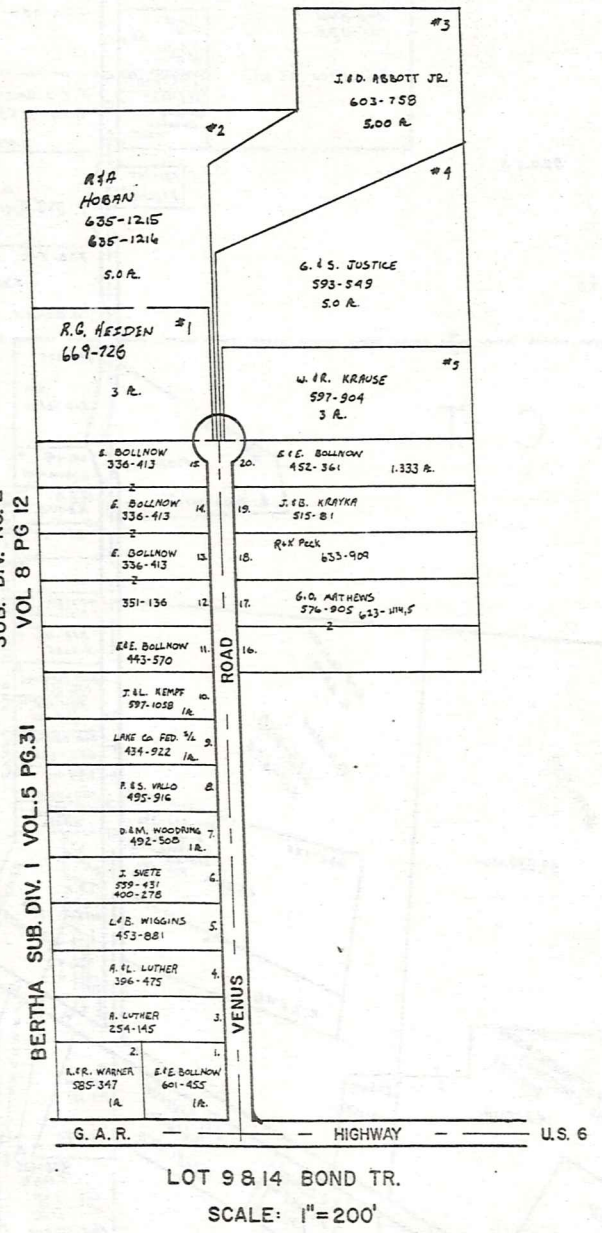 #3
J. & D. ABBOTT JR.
603-758
5.00 A.
#2
R & A
HOBAN
635-1215
635-1216
5.0 A.
#4
G. & S. JUSTICE
593-549
5.0 A.
R.G. HEIDEN #1
669-726
3 A.
#5
W. & R. KRAUSE
597-904
3 A.
E. BOLLNOW
336-413 15.
2
20. E & E. BOLLNOW
452-361 1.333 A.
E. BOLLNOW
336-413 14.
2
19. J. & B. KRAYKA
515-81
E. BOLLNOW
336-413 13.
2
18. R & K Peck
633-909
351-136 12.
17. G.O. MATHEWS
576-905 623-1114,5
2
E & E. BOLLNOW 11.
443-570
16.
J. & L. KEMPF 10.
597-1058 1A.
LAKE CO. FED. S/L 9.
434-922 1A.
P. & S. VALLO 8.
495-916
D. & M. WOODRING 7.
492-508 1A.
J. SVETE 6.
559-431
400-278
L & B. WIGGINS 5.
453-881
A. & L. LUTHER 4.
396-475
A. LUTHER 3.
254-145
2.
R. & R. WARNER
585-347
1A
1.
E & E BOLLNOW
601-455
1A.
VENUS ROAD
SUB. DIV. NO. 2
VOL 8 PG 12
BERTHA SUB. DIV. 1 VOL.5 PG.31
G. A. R. HIGHWAY U.S. 6
LOT 9 & 14 BOND TR.
SCALE: 1"=200'